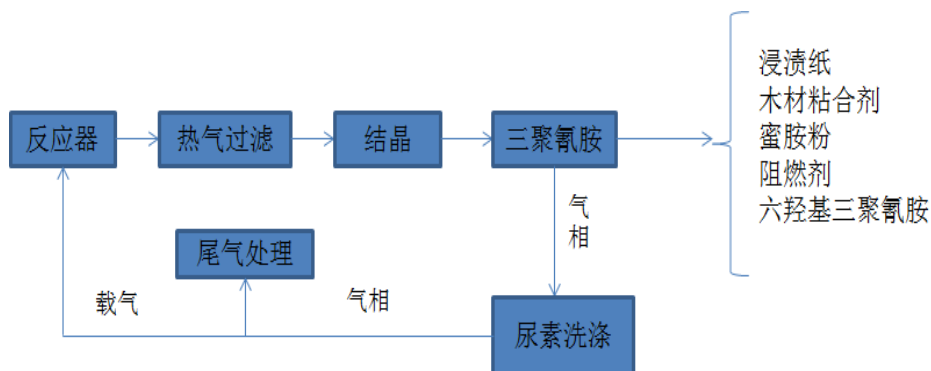 反应器
热气过滤
结晶
三聚氰胺
浸渍纸
木材粘合剂
蜜胺粉
阻燃剂
六羟基三聚氰胺
气
相
尾气处理
载气
气相
尿素洗涤